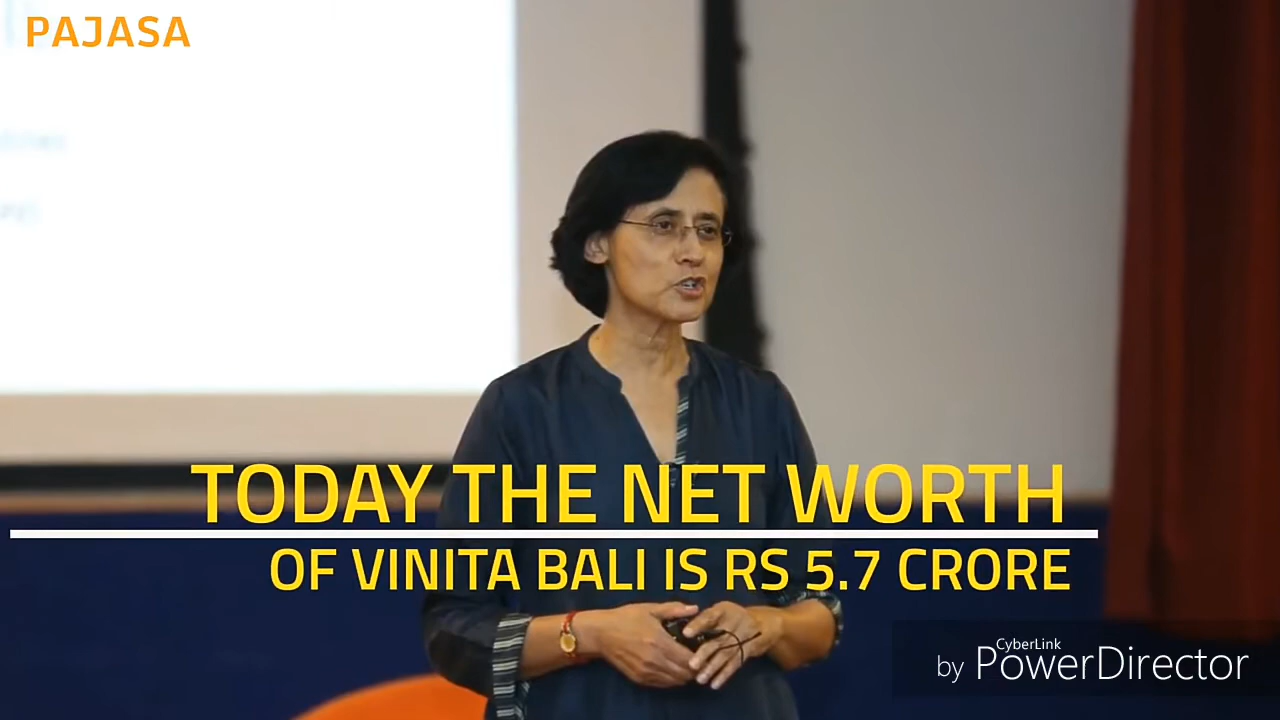 PAJASA
TODAY THE NET WORTH
OF VINITA BALI IS RS 5.7 CRORE
CyberLink
by PowerDirector